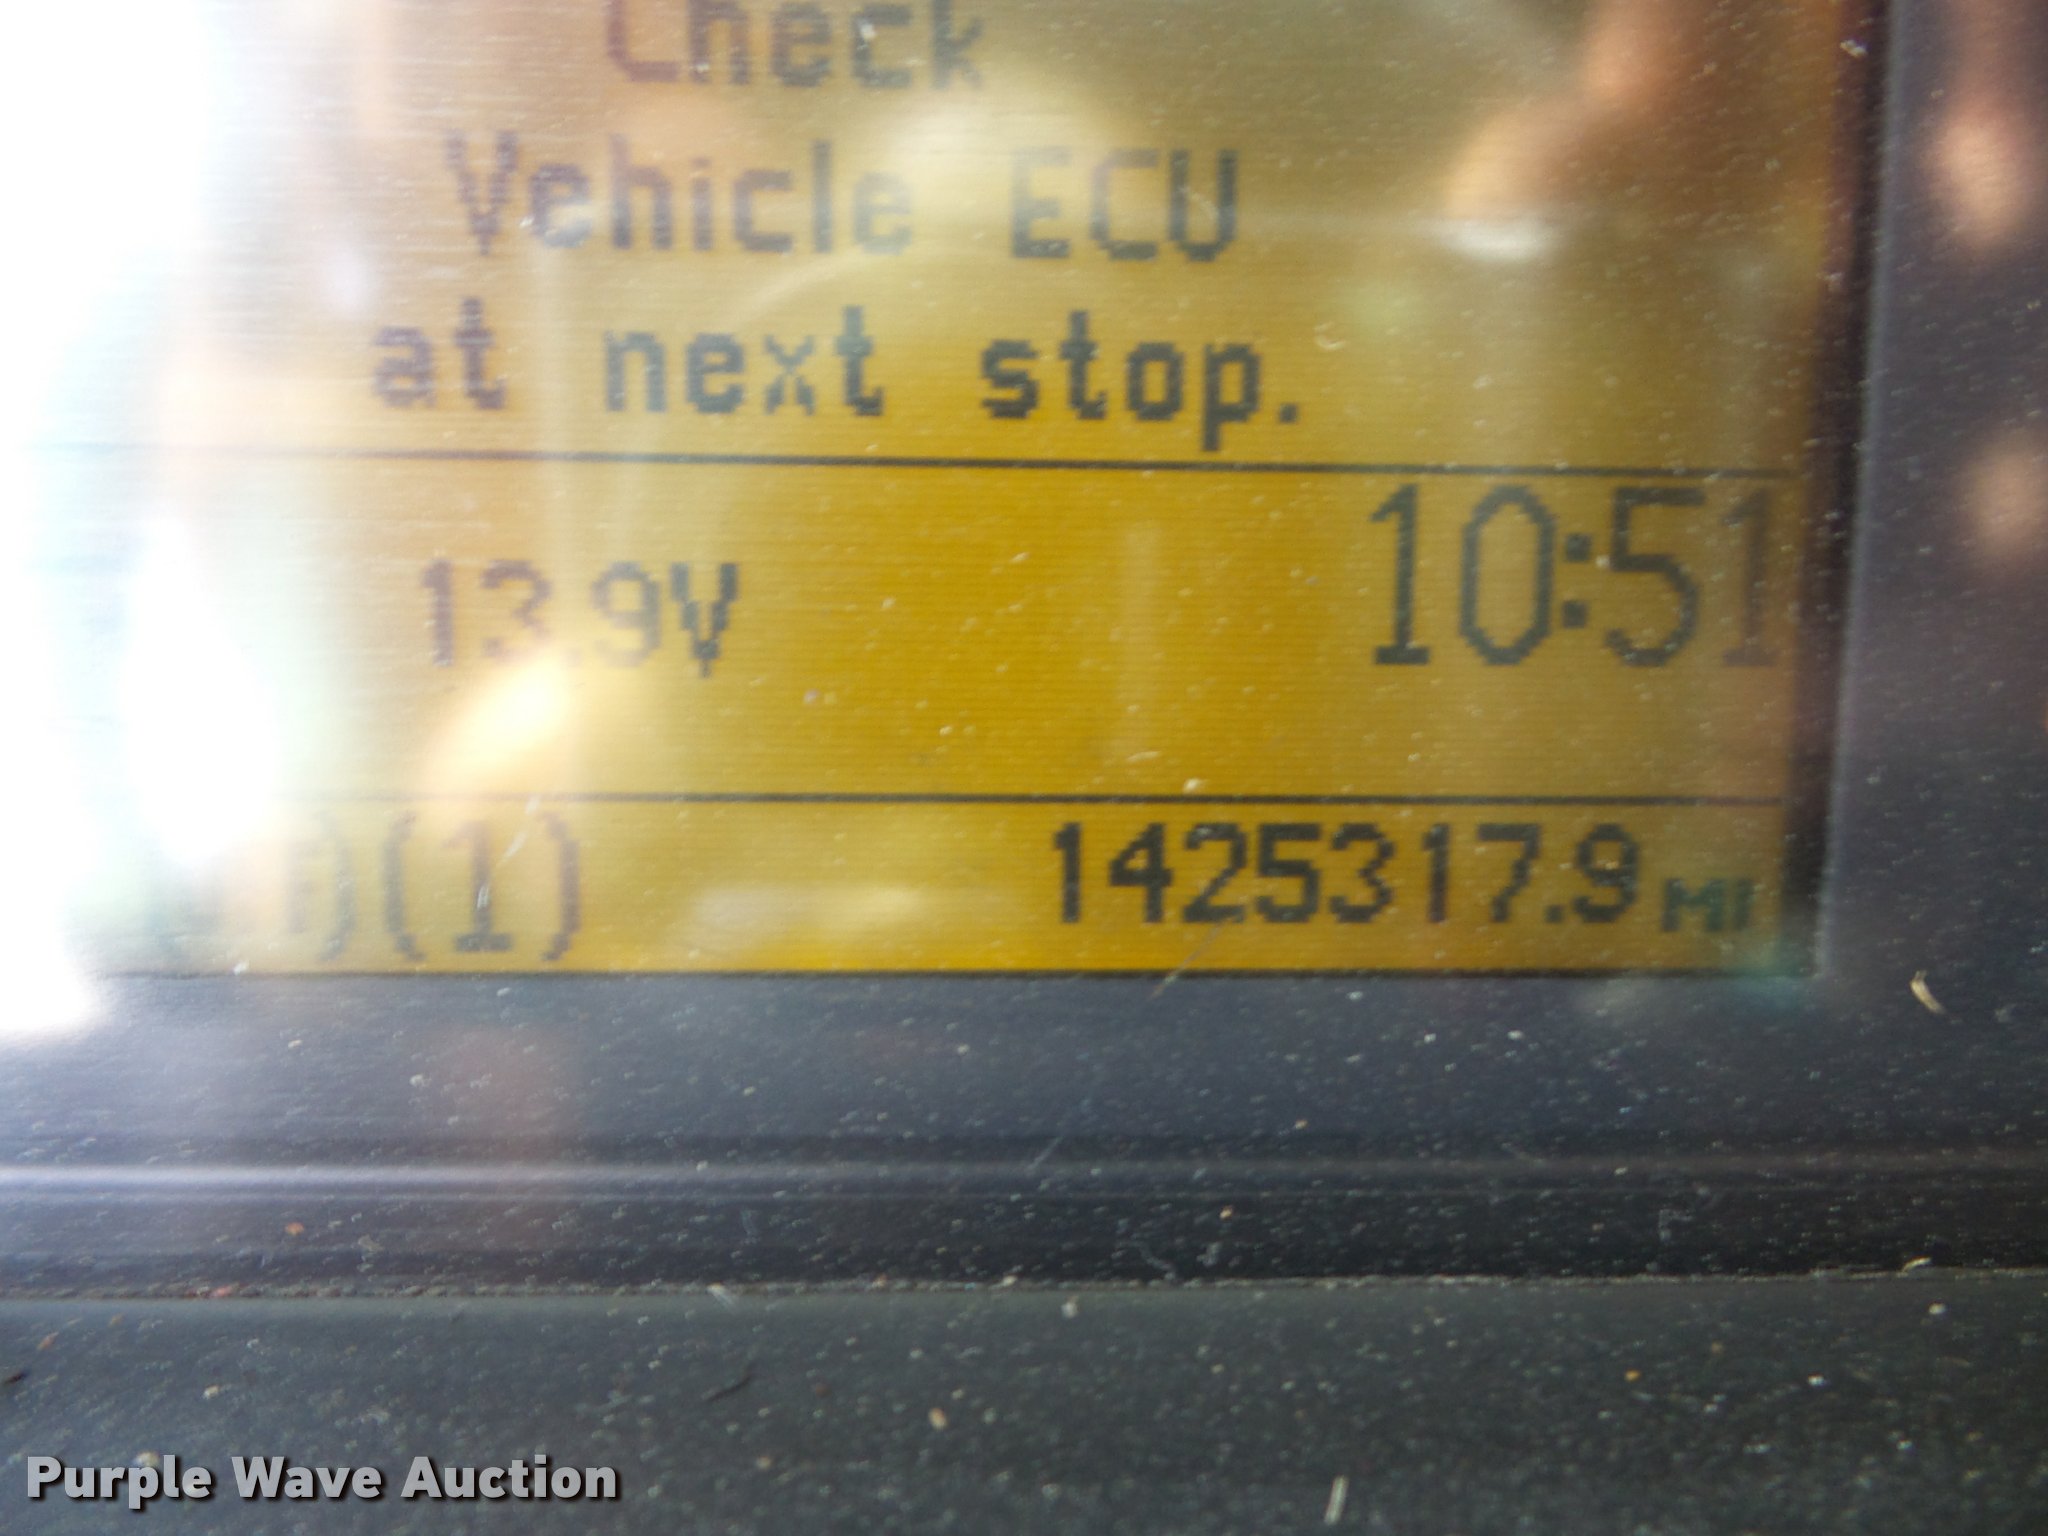 Check
Vehicle ECU
at next stop.
13.9V 10:51
)(1) 1425317.9 MI
Purple Wave Auction